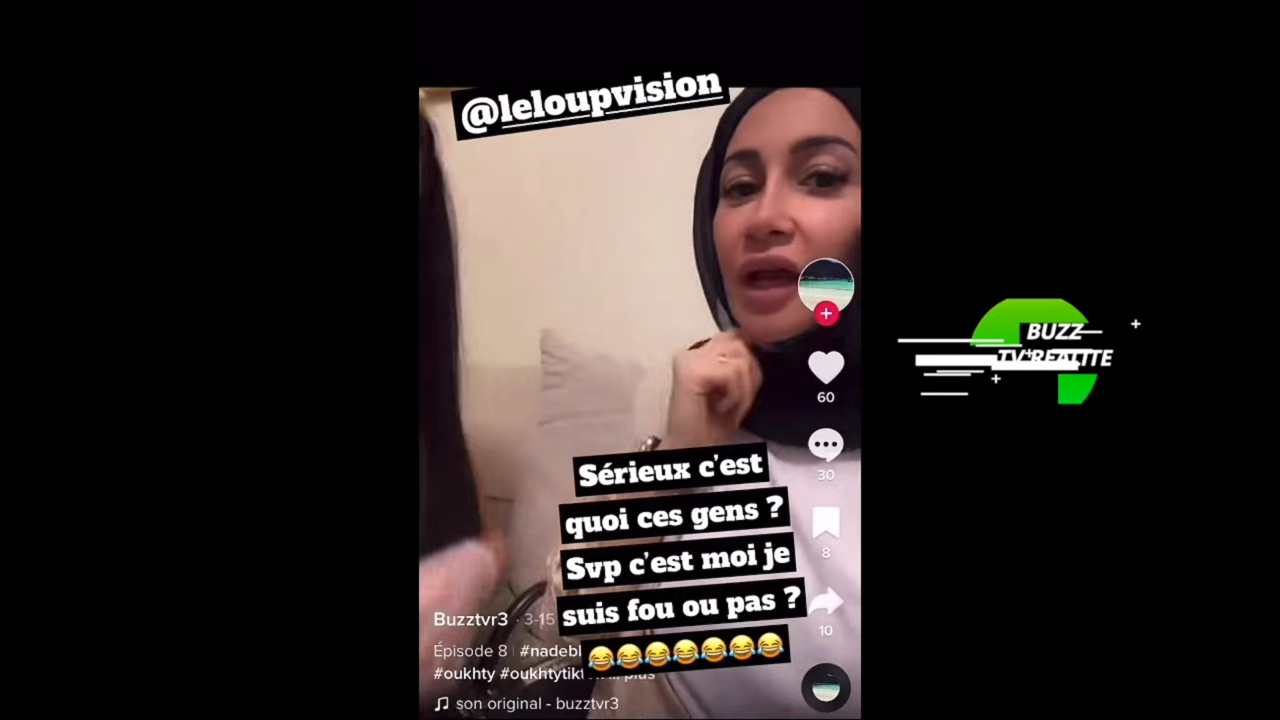 @leloupvision
BUZZ
TV REALITE
60
30
8
10
Sérieux c'est
quoi ces gens ?
Svp c'est moi je
suis fou ou pas ?
😂😂😂😂😂😂😂
Buzztvr3 · 3-15
Épisode 8 #nadebl
#oukhty #oukhtytikt plus
son original - buzztvr3